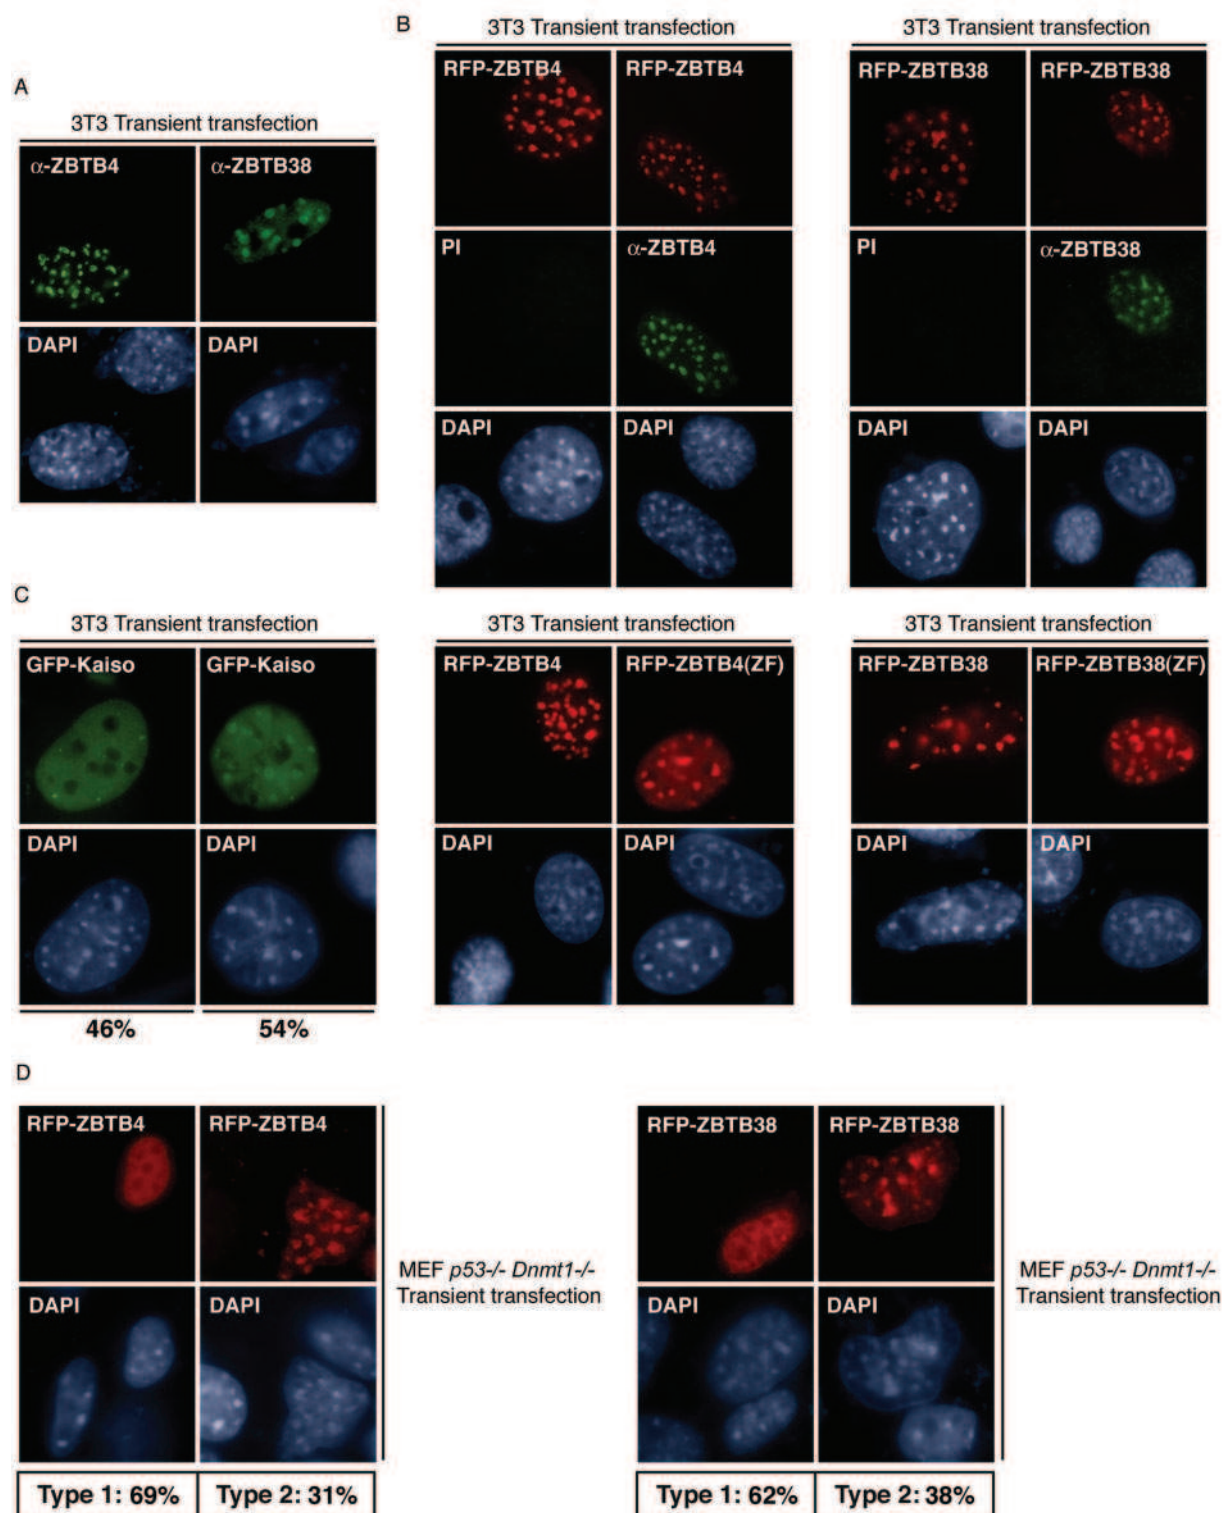 A
3T3 Transient transfection
α-ZBTB4
α-ZBTB38
DAPI
DAPI
B
3T3 Transient transfection
RFP-ZBTB4
RFP-ZBTB4
PI
α-ZBTB4
DAPI
DAPI
3T3 Transient transfection
RFP-ZBTB38
RFP-ZBTB38
PI
α-ZBTB38
DAPI
DAPI
C
3T3 Transient transfection
GFP-Kaiso
GFP-Kaiso
DAPI
DAPI
46%
54%
3T3 Transient transfection
RFP-ZBTB4
RFP-ZBTB4(ZF)
DAPI
DAPI
3T3 Transient transfection
RFP-ZBTB38
RFP-ZBTB38(ZF)
DAPI
DAPI
D
RFP-ZBTB4
RFP-ZBTB4
DAPI
DAPI
MEF p53-/- Dnmt1-/-
Transient transfection
Type 1: 69%
Type 2: 31%
RFP-ZBTB38
RFP-ZBTB38
DAPI
DAPI
MEF p53-/- Dnmt1-/-
Transient transfection
Type 1: 62%
Type 2: 38%